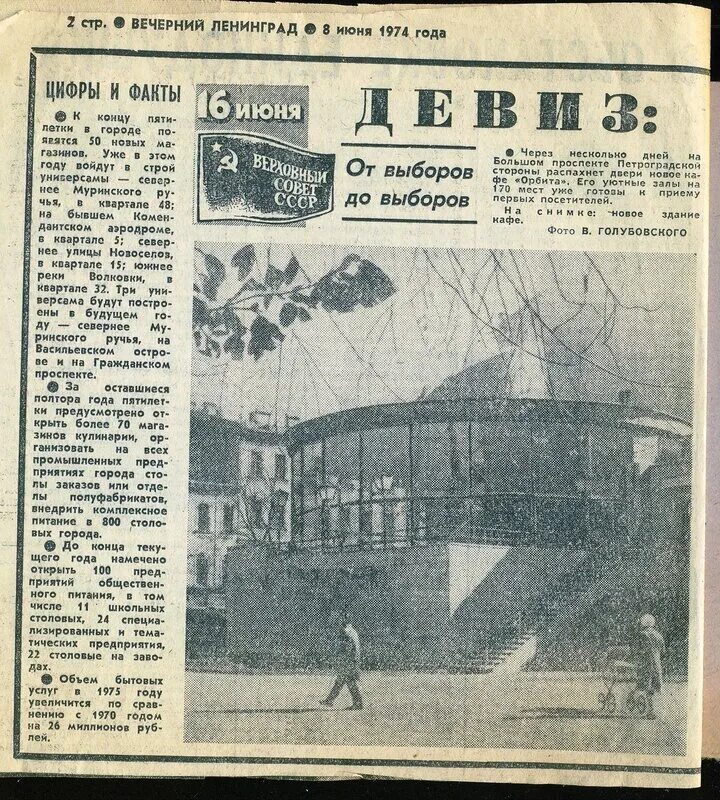 2 стр. ● ВЕЧЕРНИЙ ЛЕНИНГРАД ● 8 июня 1974 года
ЦИФРЫ И ФАКТЫ
● К концу пяти-
летки в городе по-
явятся 50 новых ма-
газинов. Уже в этом
году войдут в строй
универсамы — север-
нее Муринского ру-
чья, в квартале 48;
на бывшем Комен-
дантском аэродроме,
в квартале 5; север-
нее улицы Новоселов,
в квартале 15; южнее
реки Волковки, в
квартале 32. Три уни-
версама будут постро-
ены в будущем го-
ду — севернее Му-
ринского ручья, на
Васильевском остро-
ве и на Гражданском
проспекте.
● За оставшиеся
полтора года пятилет-
ки предусмотрено от-
крыть более 70 мага-
зинов кулинарии, ор-
ганизовать на всех
промышленных пред-
приятиях города сто-
лы заказов или отде-
лы полуфабрикатов,
внедрить комплексное
питание в 800 столо-
вых города.
● До конца теку-
щего года намечено
открыть 100 пред-
приятий обществен-
ного питания, в том
числе 11 школьных
столовых, 24 специа-
лизированных и тема-
тических предприятия,
22 столовые на заво-
дах.
● Объем бытовых
услуг в 1975 году
увеличится по срав-
нению с 1970 годом
на 26 миллионов руб-
лей.
16 июня
ВЕРХОВНЫЙ
СОВЕТ
СССР
ДЕВИЗ:
От выборов
до выборов
● Через несколько дней на
Большом проспекте Петроградской
стороны распахнет двери новое ка-
фе «Орбита». Его уютные залы на
170 мест уже готовы к приему
первых посетителей.
На снимке: новое здание
кафе.
Фото В. ГОЛУБОВСКОГО